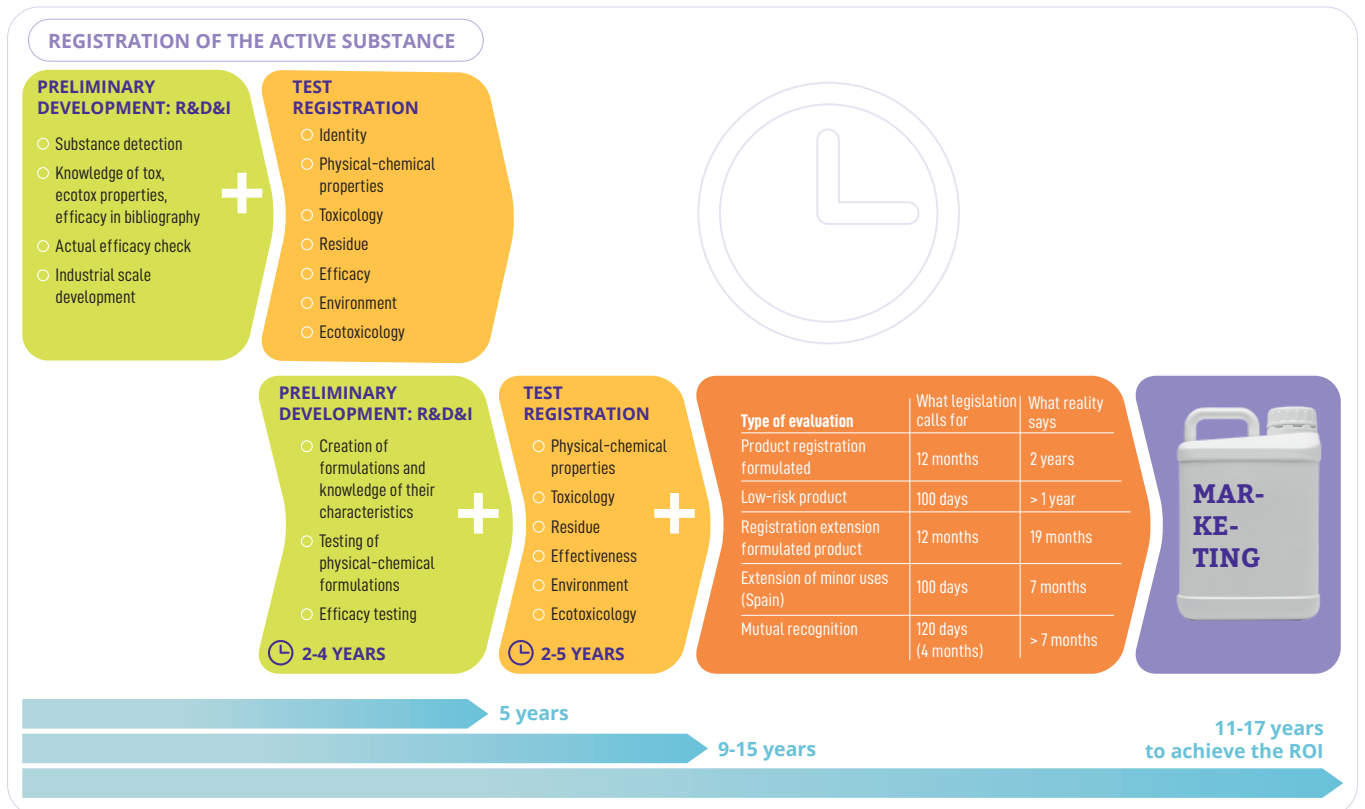 REGISTRATION OF THE ACTIVE SUBSTANCE
PRELIMINARY
DEVELOPMENT: R&D&I
Substance detection
Knowledge of tox,
ecotox properties,
efficacy in bibliography
Actual efficacy check
Industrial scale
development
+
TEST
REGISTRATION
Identity
Physical-chemical
properties
Toxicology
Residue
Efficacy
Environment
Ecotoxicology
PRELIMINARY
DEVELOPMENT: R&D&I
Creation of
formulations and
knowledge of their
characteristics
Testing of
physical-chemical
formulations
Efficacy testing
2-4 YEARS
+
TEST
REGISTRATION
Physical-chemical
properties
Toxicology
Residue
Effectiveness
Environment
Ecotoxicology
2-5 YEARS
+
Type of evaluation
What legislation
calls for
What reality
says
Product registration
formulated
12 months
2 years
Low-risk product
100 days
> 1 year
Registration extension
formulated product
12 months
19 months
Extension of minor uses
(Spain)
100 days
7 months
Mutual recognition
120 days
(4 months)
> 7 months
MAR-
KE-
TING
5 years
9-15 years
11-17 years
to achieve the ROI